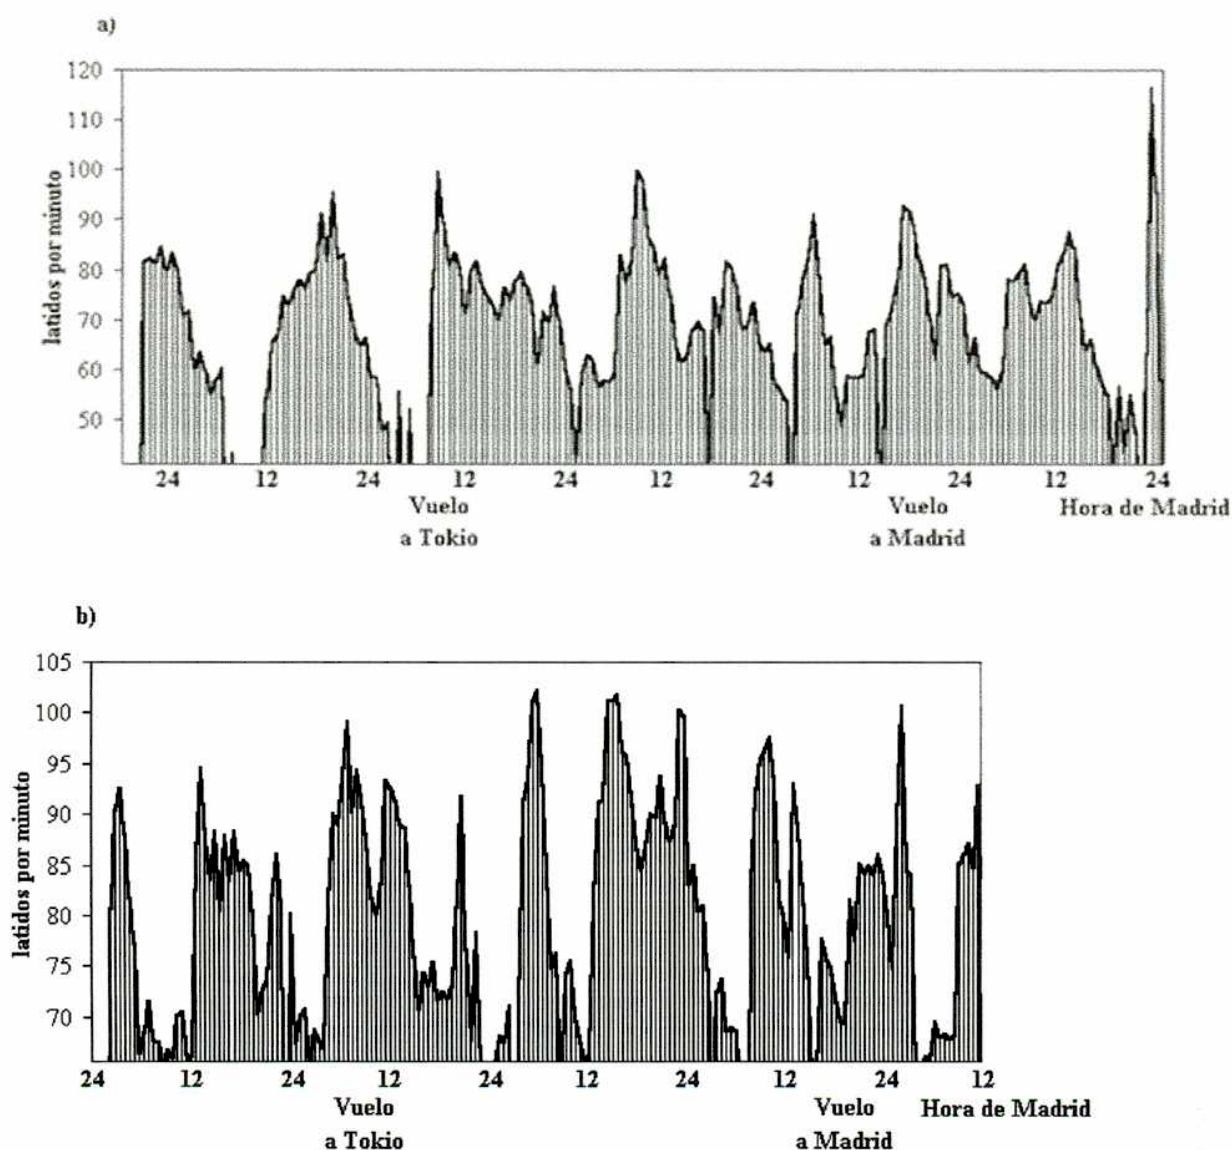 a)
120
110
100
90
80
70
60
50
latidos por minuto
24 12 24 12 24 12 24 12 24 12 24
Vuelo Vuelo Hora de Madrid
a Tokio a Madrid
b)
105
100
95
90
85
80
75
70
latidos por minuto
24 12 24 12 24 12 24 12 24 12
Vuelo Vuelo Hora de Madrid
a Tokio a Madrid